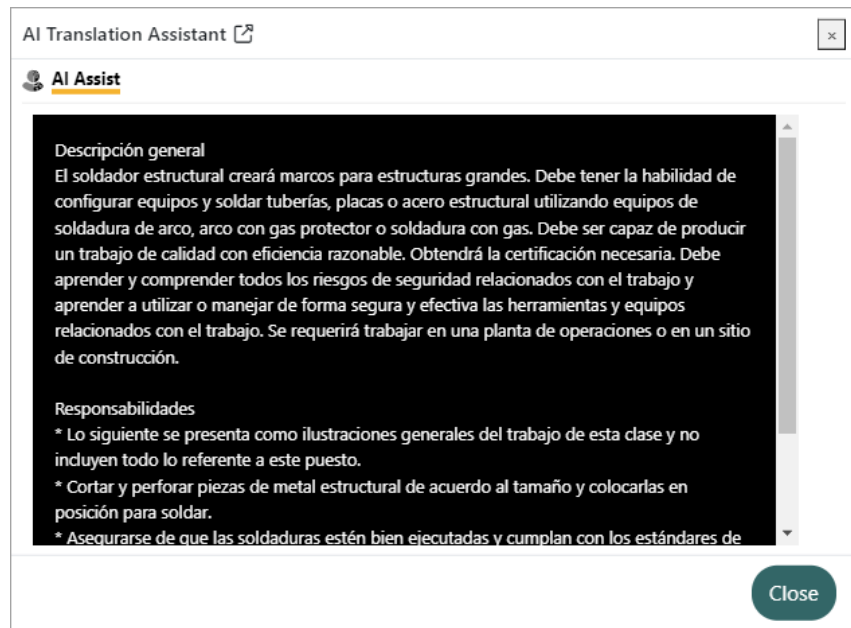 AI Translation Assistant
×
AI Assist
Descripción general
El soldador estructural creará marcos para estructuras grandes. Debe tener la habilidad de
configurar equipos y soldar tuberías, placas o acero estructural utilizando equipos de
soldadura de arco, arco con gas protector o soldadura con gas. Debe ser capaz de producir
un trabajo de calidad con eficiencia razonable. Obtendrá la certificación necesaria. Debe
aprender y comprender todos los riesgos de seguridad relacionados con el trabajo y
aprender a utilizar o manejar de forma segura y efectiva las herramientas y equipos
relacionados con el trabajo. Se requerirá trabajar en una planta de operaciones o en un sitio
de construcción.
Responsabilidades
* Lo siguiente se presenta como ilustraciones generales del trabajo de esta clase y no
incluyen todo lo referente a este puesto.
* Cortar y perforar piezas de metal estructural de acuerdo al tamaño y colocarlas en
posición para soldar.
* Asegurarse de que las soldaduras estén bien ejecutadas y cumplan con los estándares de
Close